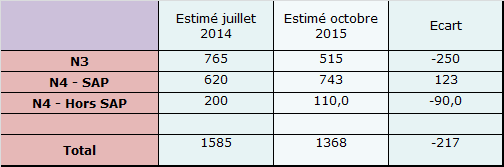 Estimé juillet 2014 Estimé octobre 2015 Ecart
N3 765 515 -250
N4 - SAP 620 743 123
N4 - Hors SAP 200 110,0 -90,0
Total 1585 1368 -217